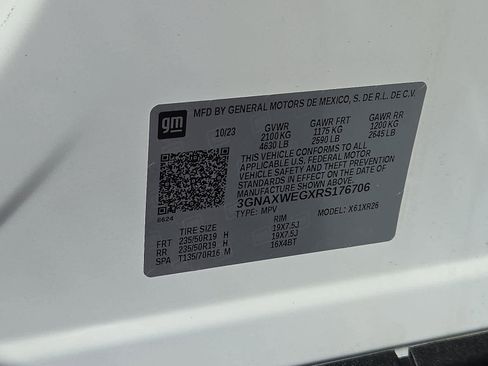 gm
MFD BY GENERAL MOTORS DE MEXICO, S. DE R.L. DE C.V.
10/23 GVWR GAWR FRT GAWR RR
2100 KG 1175 KG 1200 KG
4630 LB 2590 LB 2645 LB
THIS VEHICLE CONFORMS TO ALL
APPLICABLE U.S. FEDERAL MOTOR
VEHICLE SAFETY AND THEFT PREVENTION
STANDARDS IN EFFECT ON THE DATE OF
MANUFACTURE SHOWN ABOVE.
3GNAXWEGXRS176706
TYPE: MPV MODEL: X61XR26
6624
TIRE SIZE RIM
FRT 235/50R19 H 19X7.5J
RR 235/50R19 H 19X7.5J
SPA T135/70R16 M 16X4BT